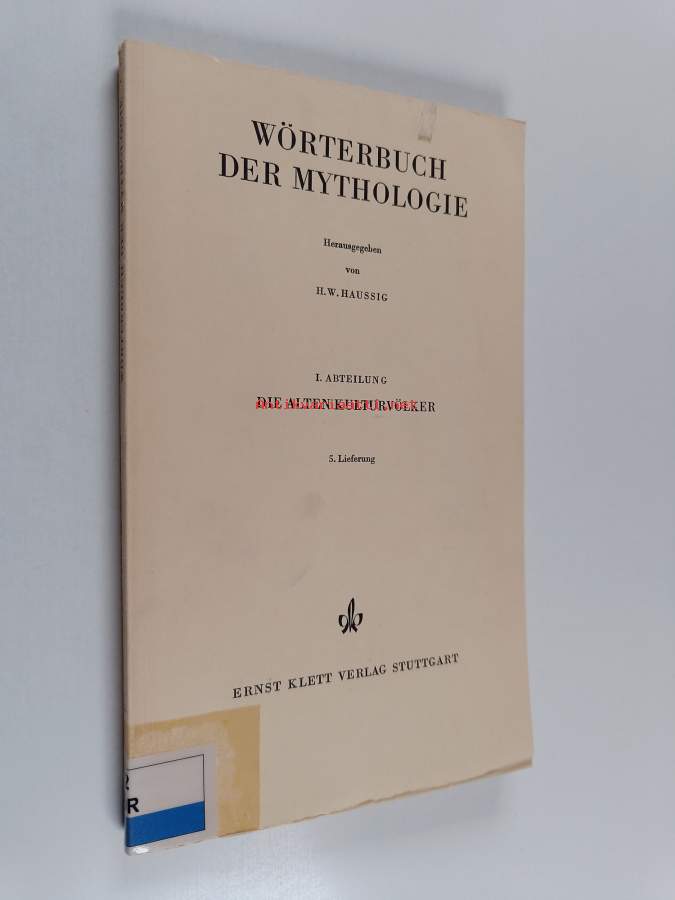 WÖRTERBUCH
DER MYTHOLOGIE
Herausgegeben
von
H. W. HAUSSIG
I. ABTEILUNG
DIE ALTEN KULTURVÖLKER
5. Lieferung
ERNST KLETT VERLAG STUTTGART
R